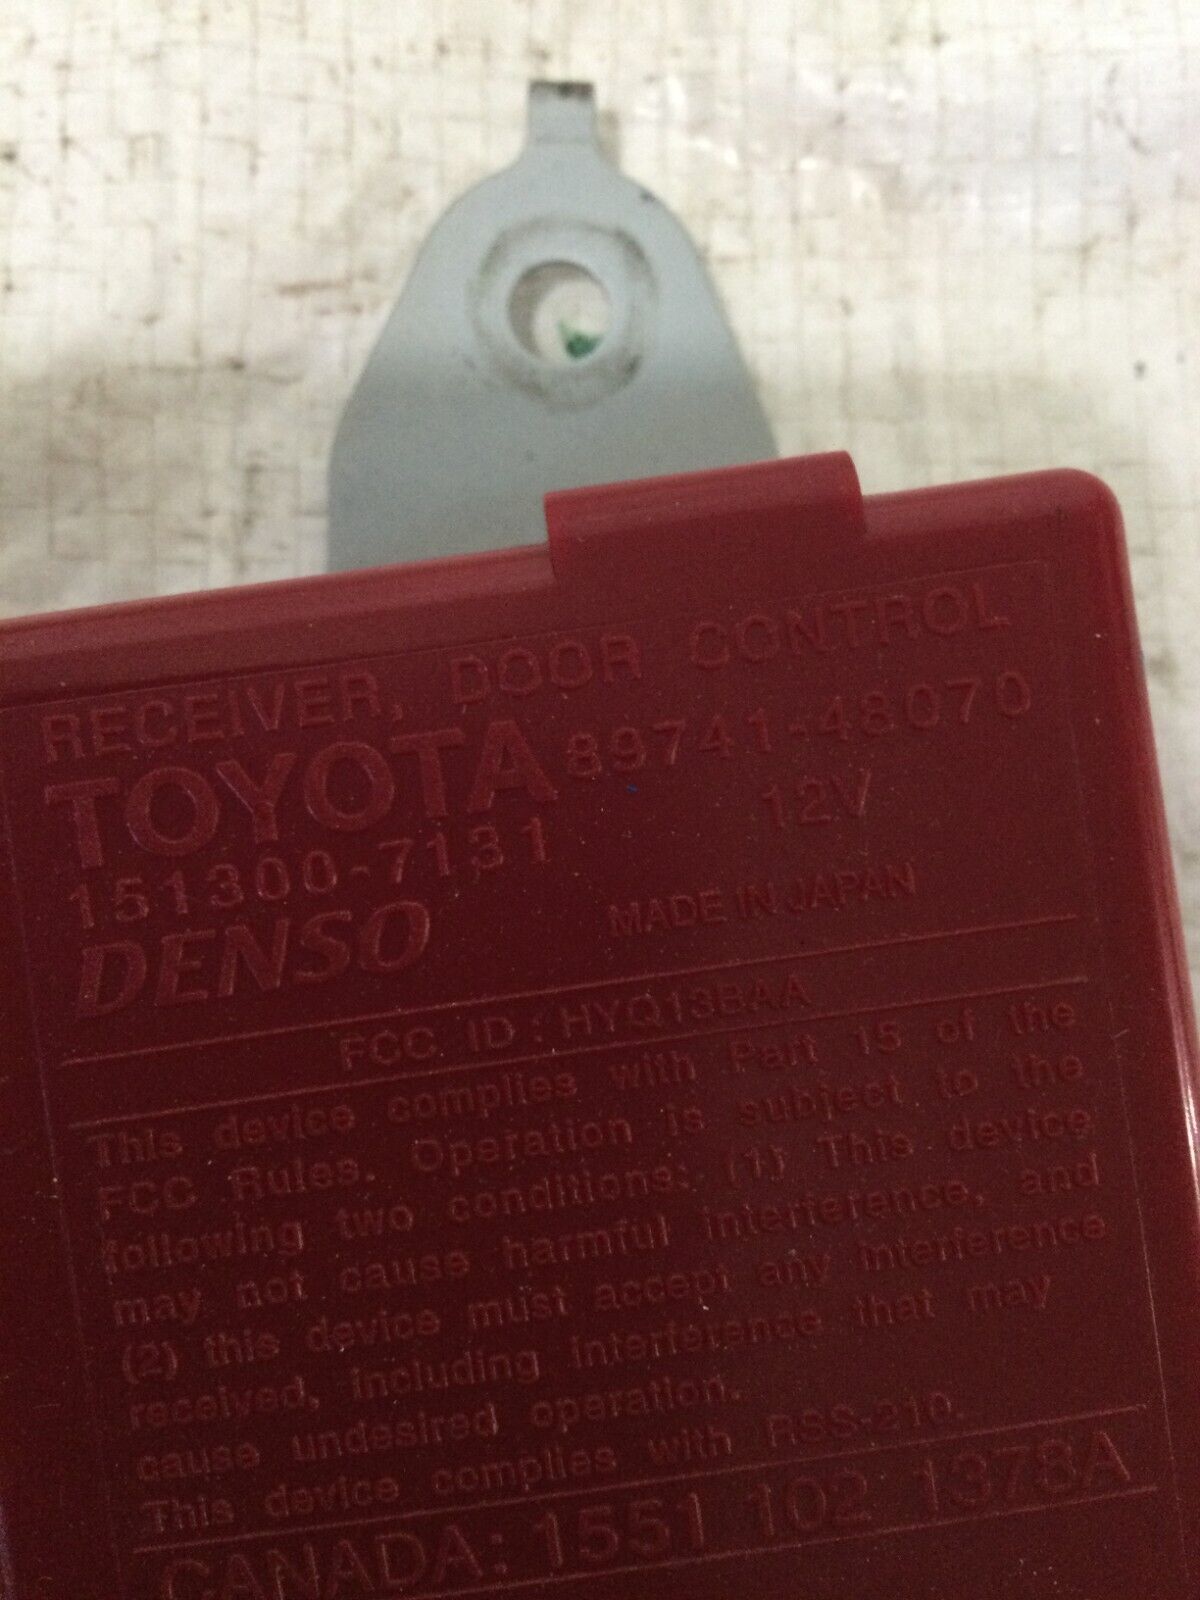 RECEIVER, DOOR CONTROL
TOYOTA 89741-48070
151300-7131 12V
DENSO MADE IN JAPAN
FCC ID : HYQ13BAA
This device complies with Part 15 of the
FCC Rules. Operation is subject to the
following two conditions: (1) This device
may not cause harmful interference, and
(2) this device must accept any interference
received, including interference that may
cause undesired operation.
This device complies with RSS-210.
CANADA: 1551 102 1378A